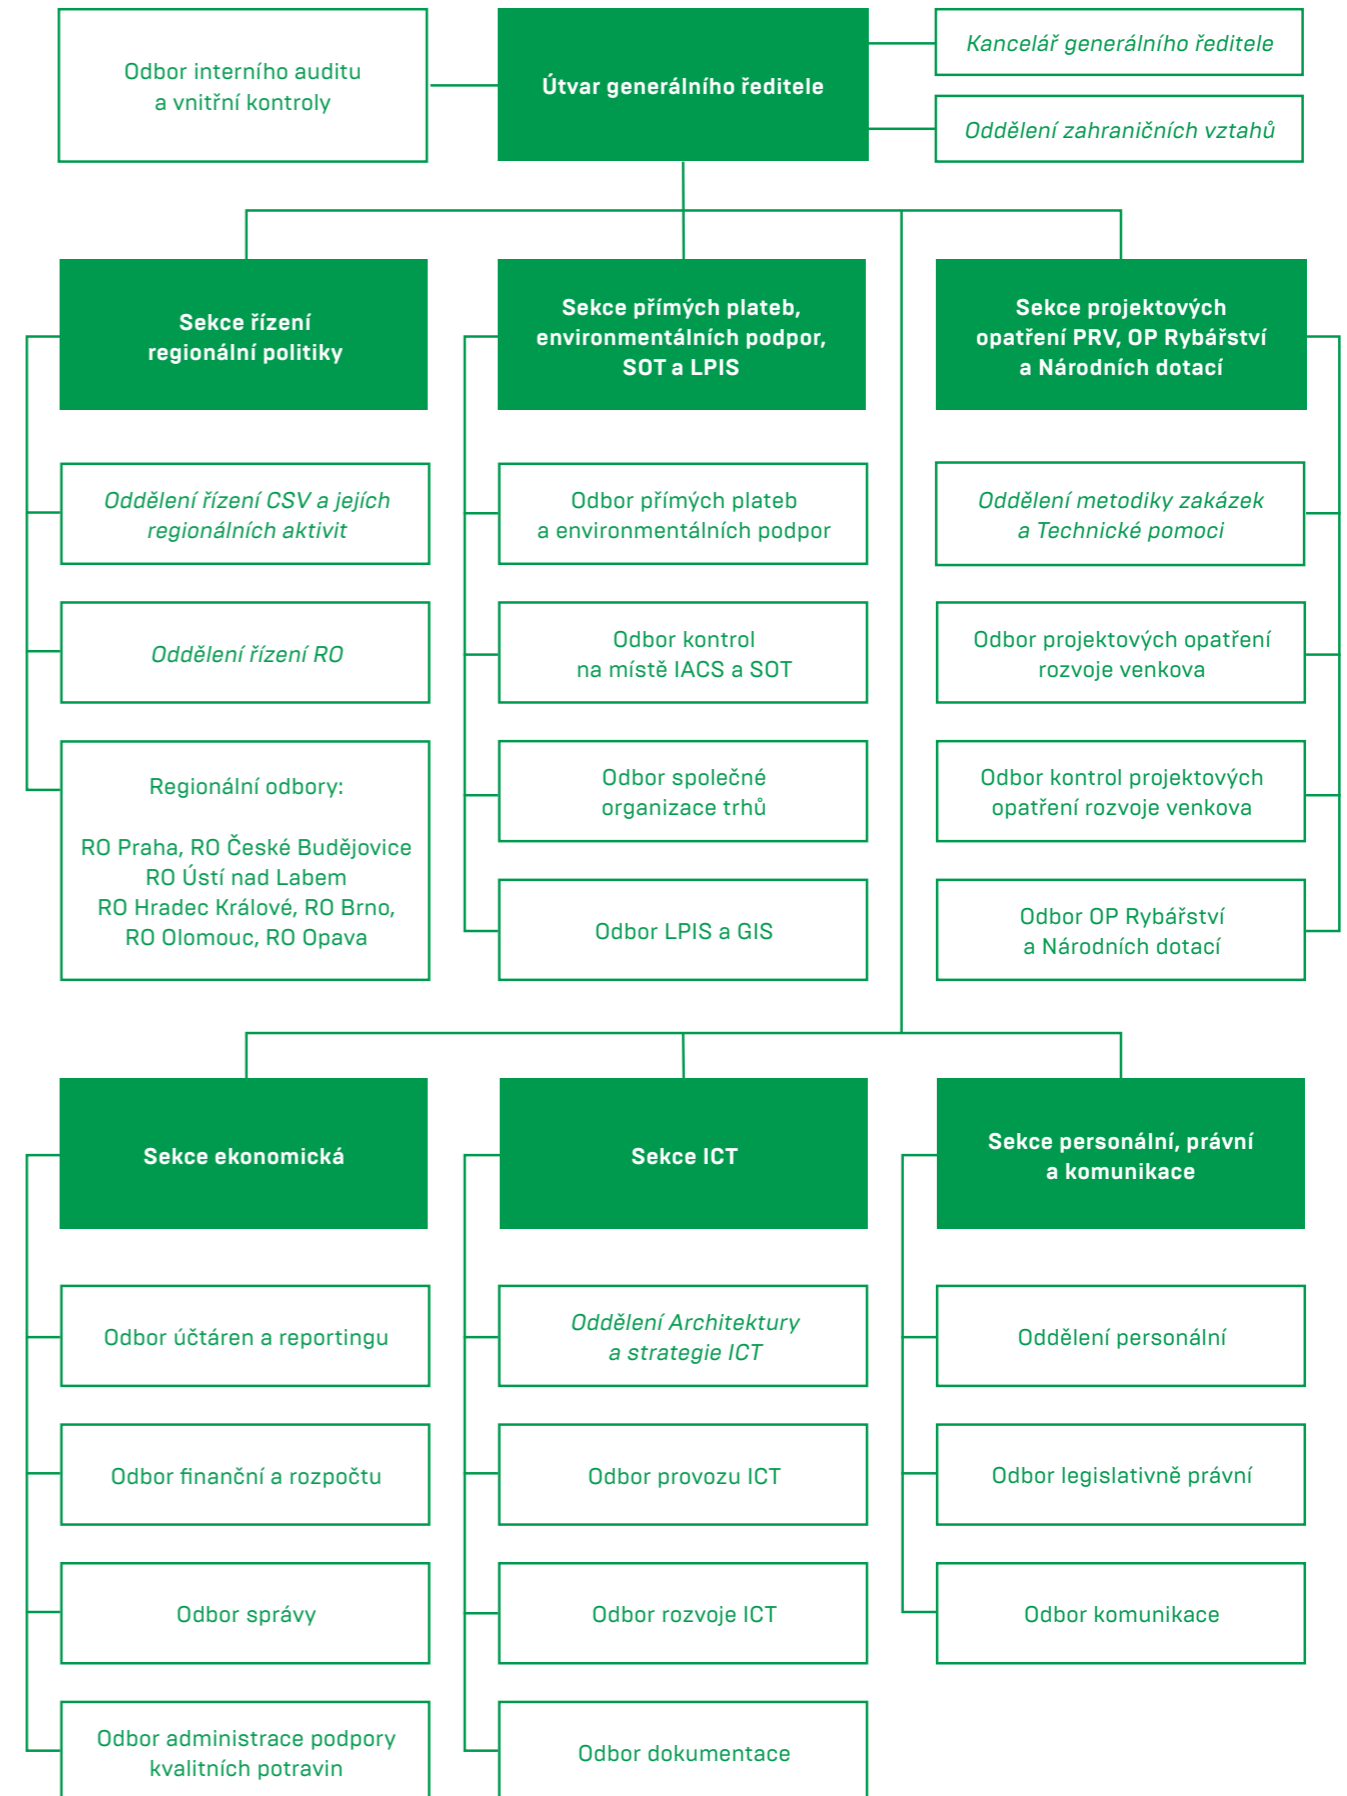 Odbor interního auditu
a vnitřní kontroly
Útvar generálního ředitele
Kancelář generálního ředitele
Oddělení zahraničních vztahů
Sekce řízení
regionální politiky
Sekce přímých plateb,
environmentálních podpor,
SOT a LPIS
Sekce projektových
opatření PRV, OP Rybářství
a Národních dotací
Oddělení řízení CSV a jejích
regionálních aktivit
Odbor přímých plateb
a environmentálních podpor
Oddělení metodiky zakázek
a Technické pomoci
Oddělení řízení RO
Odbor kontrol
na místě IACS a SOT
Odbor projektových opatření
rozvoje venkova
Regionální odbory:
RO Praha, RO České Budějovice
RO Ústí nad Labem
RO Hradec Králové, RO Brno,
RO Olomouc, RO Opava
Odbor společné
organizace trhů
Odbor kontrol projektových
opatření rozvoje venkova
Odbor LPIS a GIS
Odbor OP Rybářství
a Národních dotací
Sekce ekonomická
Sekce ICT
Sekce personální, právní
a komunikace
Odbor účtáren a reportingu
Oddělení Architektury
a strategie ICT
Oddělení personální
Odbor finanční a rozpočtu
Odbor provozu ICT
Odbor legislativně právní
Odbor správy
Odbor rozvoje ICT
Odbor komunikace
Odbor administrace podpory
kvalitních potravin
Odbor dokumentace